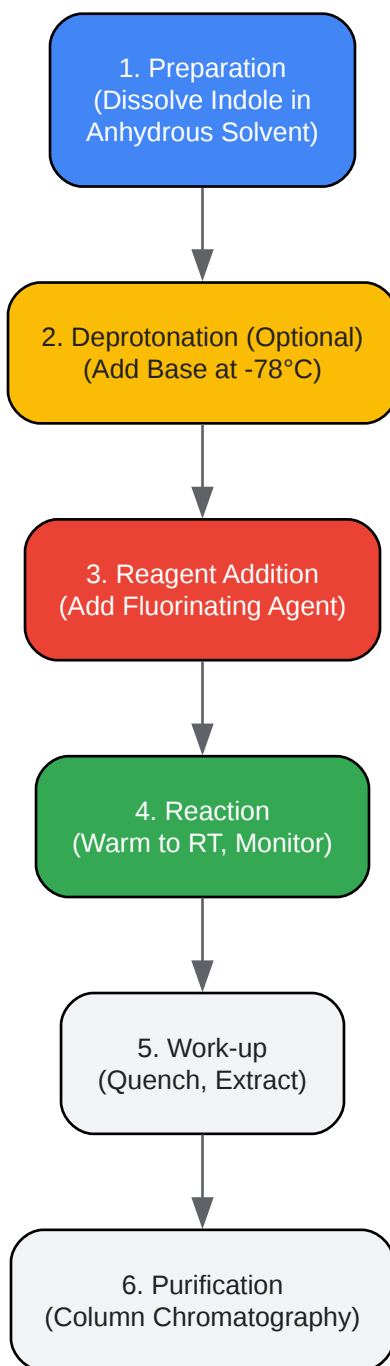 1. Preparation
(Dissolve Indole in
Anhydrous Solvent)
2. Deprotonation (Optional)
(Add Base at -78°C)
3. Reagent Addition
(Add Fluorinating Agent)
4. Reaction
(Warm to RT, Monitor)
5. Work-up
(Quench, Extract)
6. Purification
(Column Chromatography)